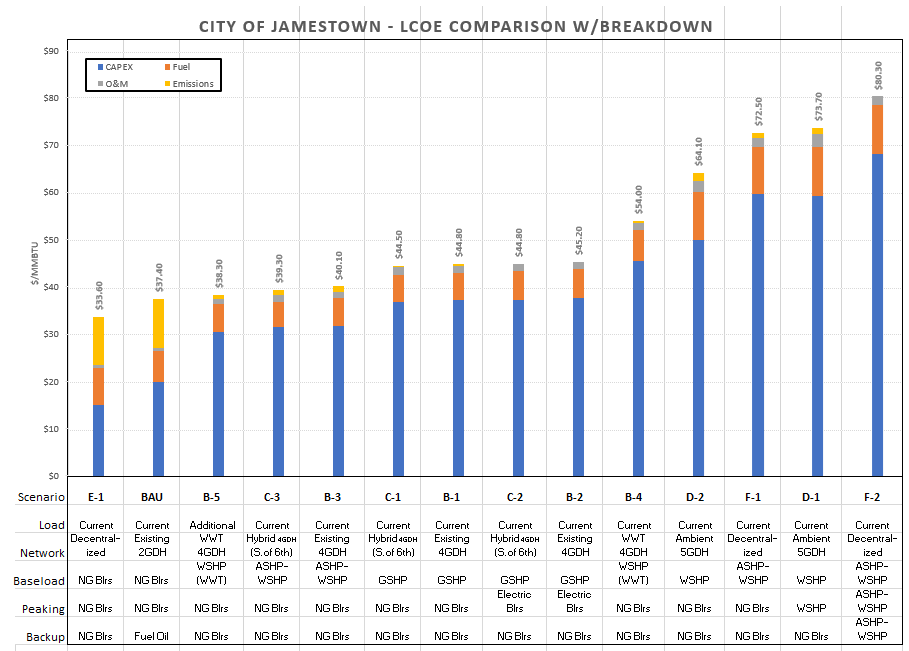 CITY OF JAMESTOWN - LCOE COMPARISON W/BREAKDOWN
$90
CAPEX Fuel
O&M Emissions
$80
$70
$60
$50
$40
$30
$20
$10
$0
$/MMBTU
$33.60 $37.40 $38.30 $39.30 $40.10 $44.50 $44.80 $44.80 $45.20 $54.00 $64.10 $72.50 $73.70 $80.30
Scenario E-1 BAU B-5 C-3 B-3 C-1 B-1 C-2 B-2 B-4 D-2 F-1 D-1 F-2
Load Current Current Additional Current Current Current Current Current Current Current Current Current Current Current
Decentral- Existing WWT Hybrid 4GDH Existing Hybrid 4GDH Existing Hybrid 4GDH Existing WWT Ambient Decentral- Ambient Decentral-
Network ized 2GDH 4GDH (S.of 6th) 4GDH (S.of 6th) 4GDH (S.of 6th) 4GDH 4GDH 5GDH ized 5GDH ized
WSHP ASHP- ASHP- WSHP ASHP- ASHP-
Baseload NG Blrs NG Blrs (WWT) WSHP WSHP GSHP GSHP GSHP GSHP (WWT) WSHP WSHP WSHP WSHP
Electric Electric ASHP-
Peaking NG Blrs NG Blrs NG Blrs NG Blrs NG Blrs NG Blrs NG Blrs Blrs Blrs NG Blrs NG Blrs NG Blrs WSHP WSHP
ASHP-
Backup NG Blrs Fuel Oil NG Blrs NG Blrs NG Blrs NG Blrs NG Blrs NG Blrs NG Blrs NG Blrs NG Blrs NG Blrs NG Blrs WSHP